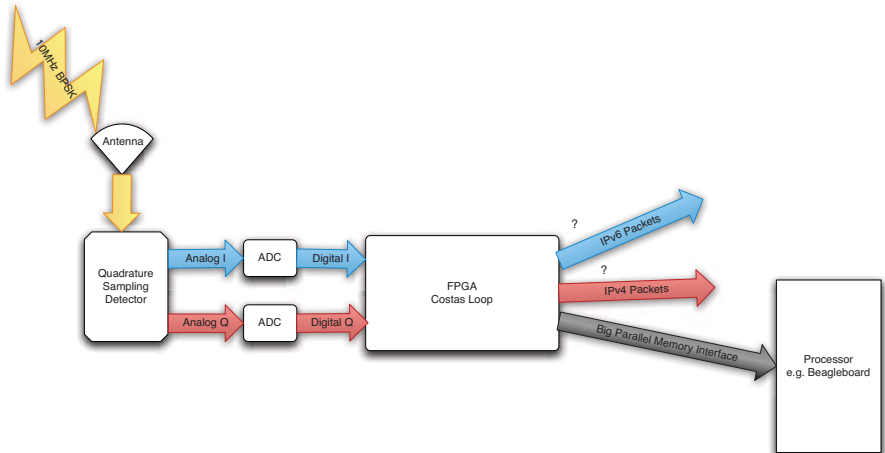 10MHz BPSK
Antenna
Quadrature
Sampling
Detector
Analog I
ADC
Digital I
Analog Q
ADC
Digital Q
FPGA
Costas Loop
?
IPv6 Packets
?
IPv4 Packets
Big Parallel Memory Interface
Processor
e.g. Beagleboard